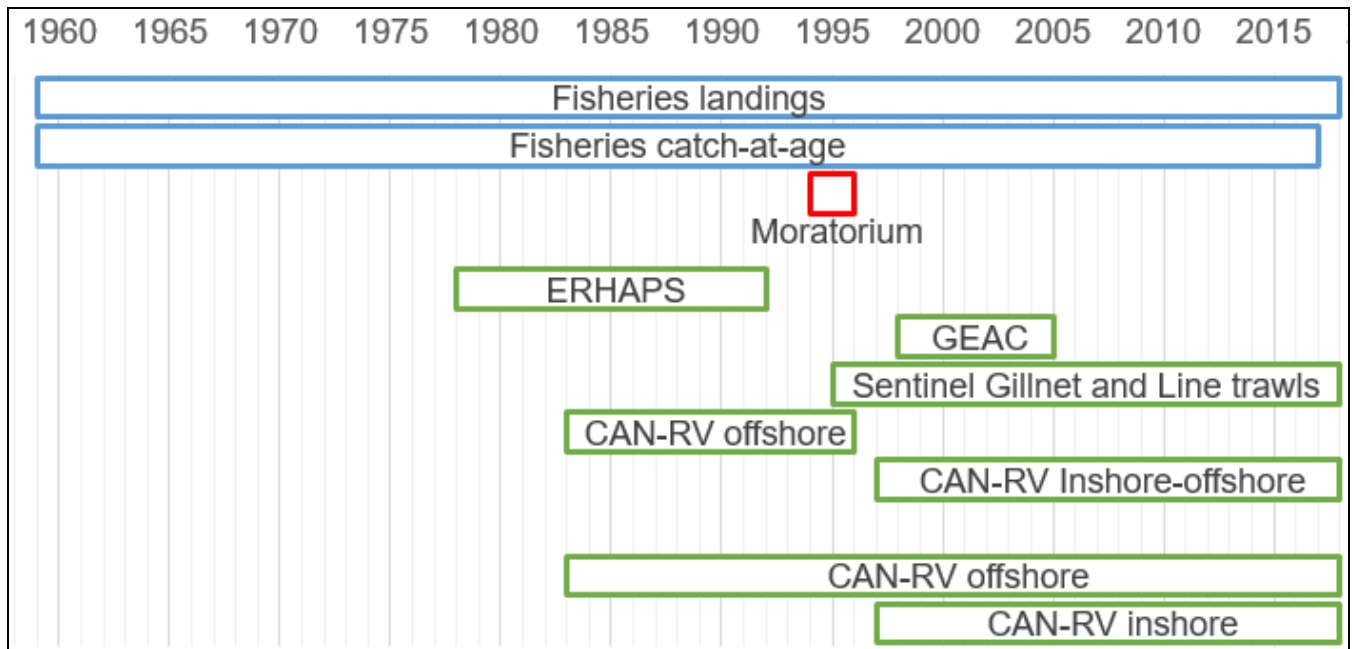 1960 1965 1970 1975 1980 1985 1990 1995 2000 2005 2010 2015
Fisheries landings
Fisheries catch-at-age
Moratorium
ERHAPS
GEAC
Sentinel Gillnet and Line trawls
CAN-RV offshore
CAN-RV Inshore-offshore
CAN-RV offshore
CAN-RV inshore